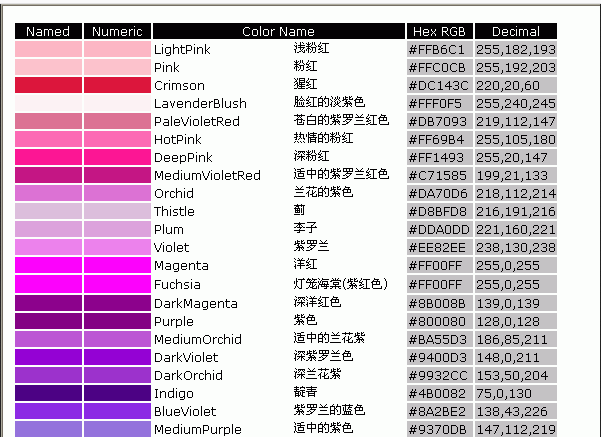 Named Numeric Color Name Hex RGB Decimal
LightPink 浅粉红 #FFB6C1 255,182,193
Pink 粉红 #FFC0CB 255,192,203
Crimson 猩红 #DC143C 220,20,60
LavenderBlush 脸红的淡紫色 #FFF0F5 255,240,245
PaleVioletRed 苍白的紫罗兰红色 #DB7093 219,112,147
HotPink 热情的粉红 #FF69B4 255,105,180
DeepPink 深粉红 #FF1493 255,20,147
MediumVioletRed 适中的紫罗兰红色 #C71585 199,21,133
Orchid 兰花的紫色 #DA70D6 218,112,214
Thistle 蓟 #D8BFD8 216,191,216
Plum 李子 #DDA0DD 221,160,221
Violet 紫罗兰 #EE82EE 238,130,238
Magenta 洋红 #FF00FF 255,0,255
Fuchsia 灯笼海棠(紫红色) #FF00FF 255,0,255
DarkMagenta 深洋红色 #8B008B 139,0,139
Purple 紫色 #800080 128,0,128
MediumOrchid 适中的兰花紫 #BA55D3 186,85,211
DarkViolet 深紫罗兰色 #9400D3 148,0,211
DarkOrchid 深兰花紫 #9932CC 153,50,204
Indigo 靛青 #4B0082 75,0,130
BlueViolet 紫罗兰的蓝色 #8A2BE2 138,43,226
MediumPurple 适中的紫色 #9370DB 147,112,219